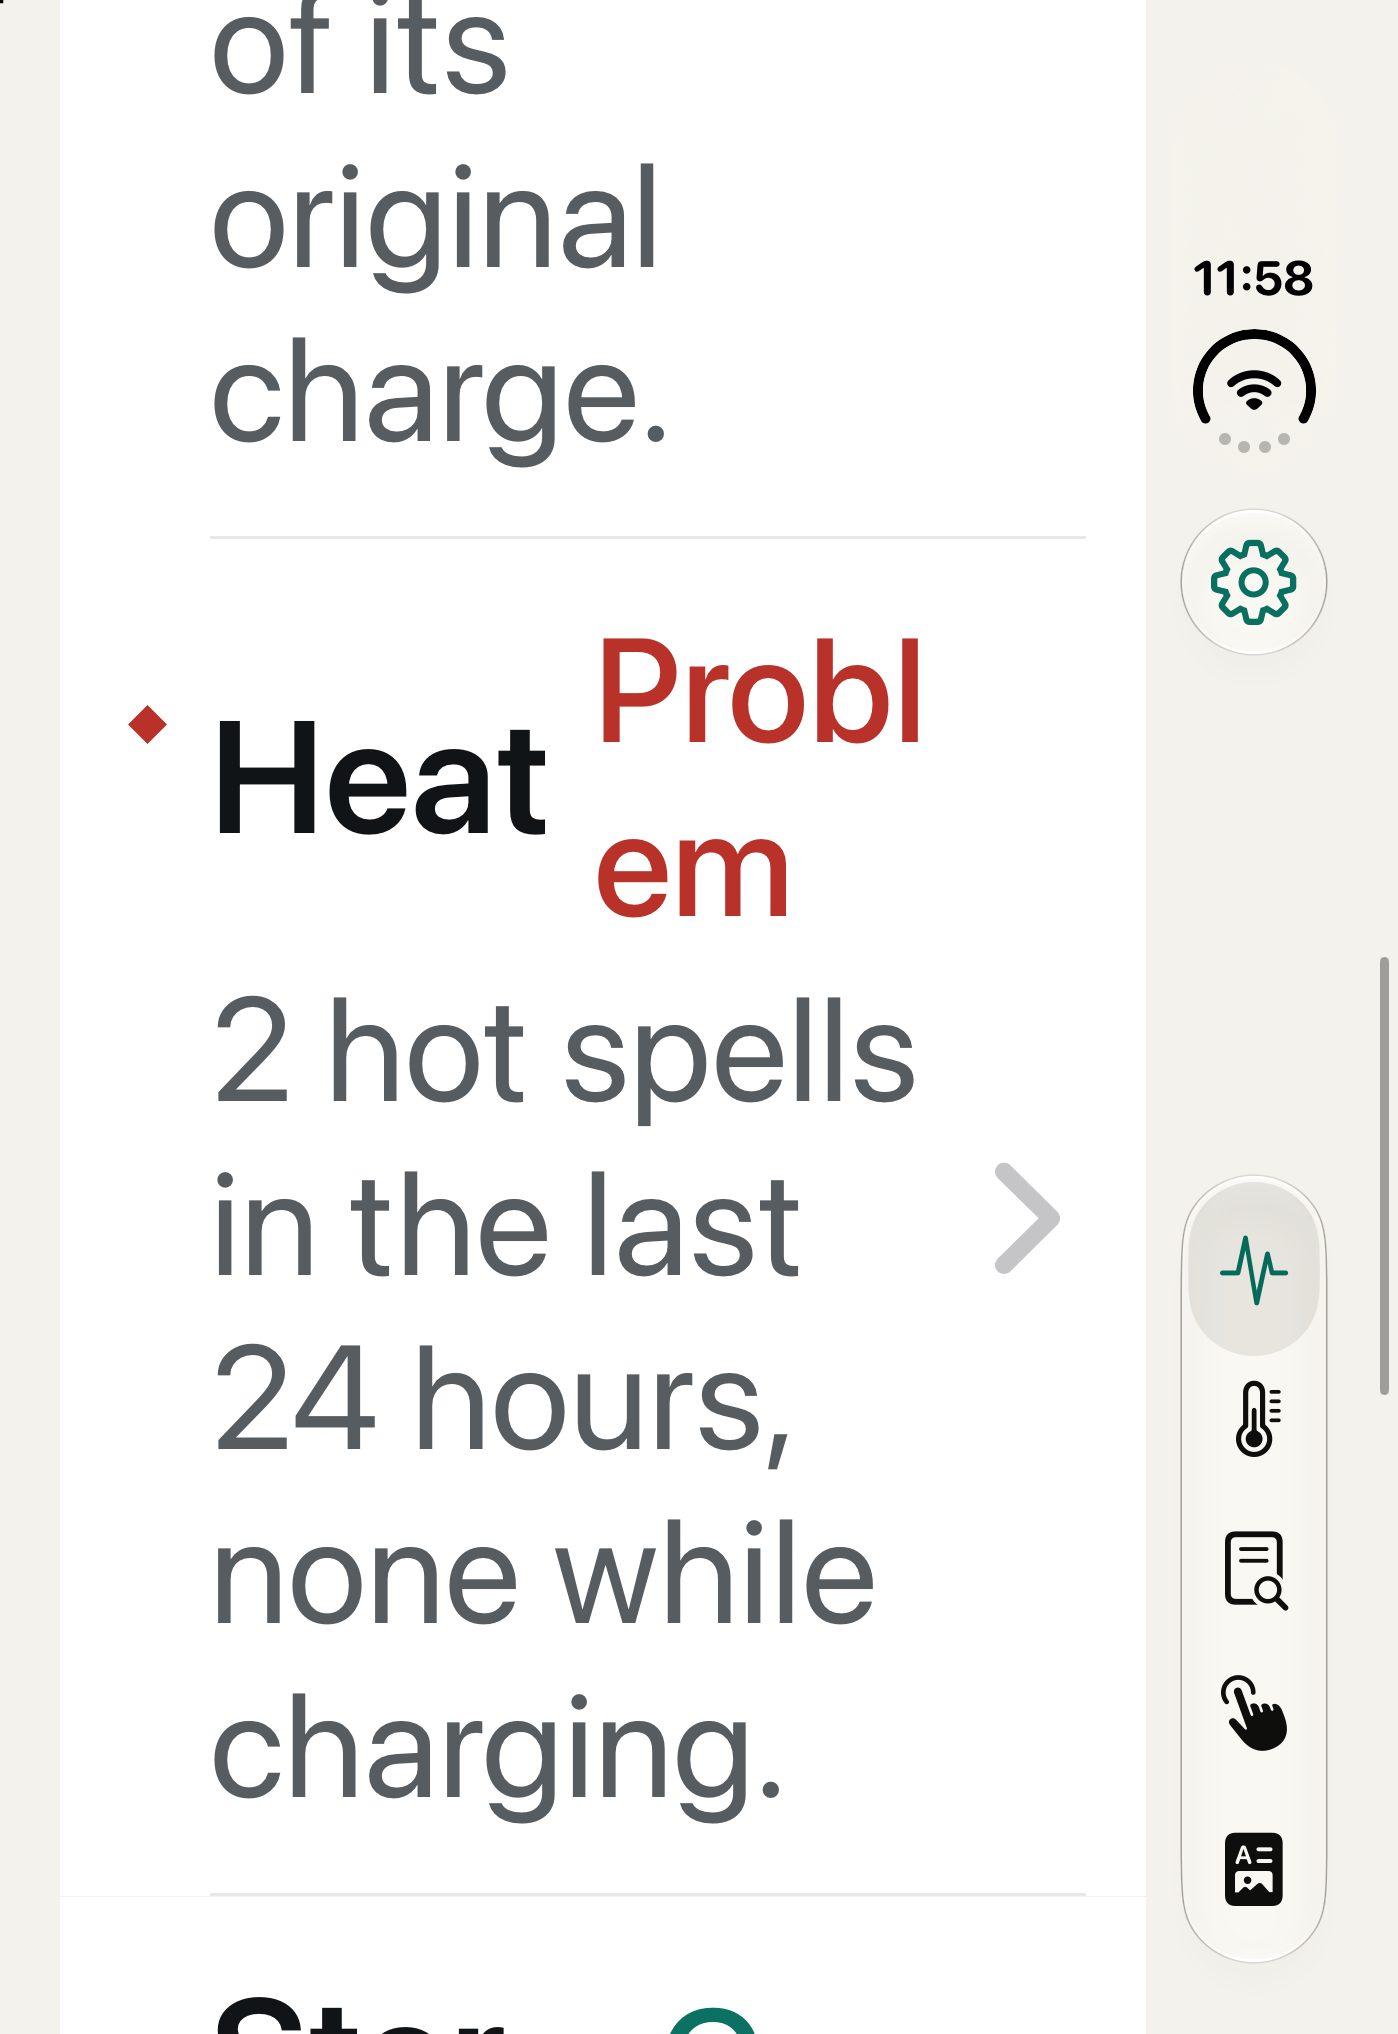 of its
original
charge.
Heat
Probl
em
2 hot spells
in the last
24 hours,
none while
charging.
11:58